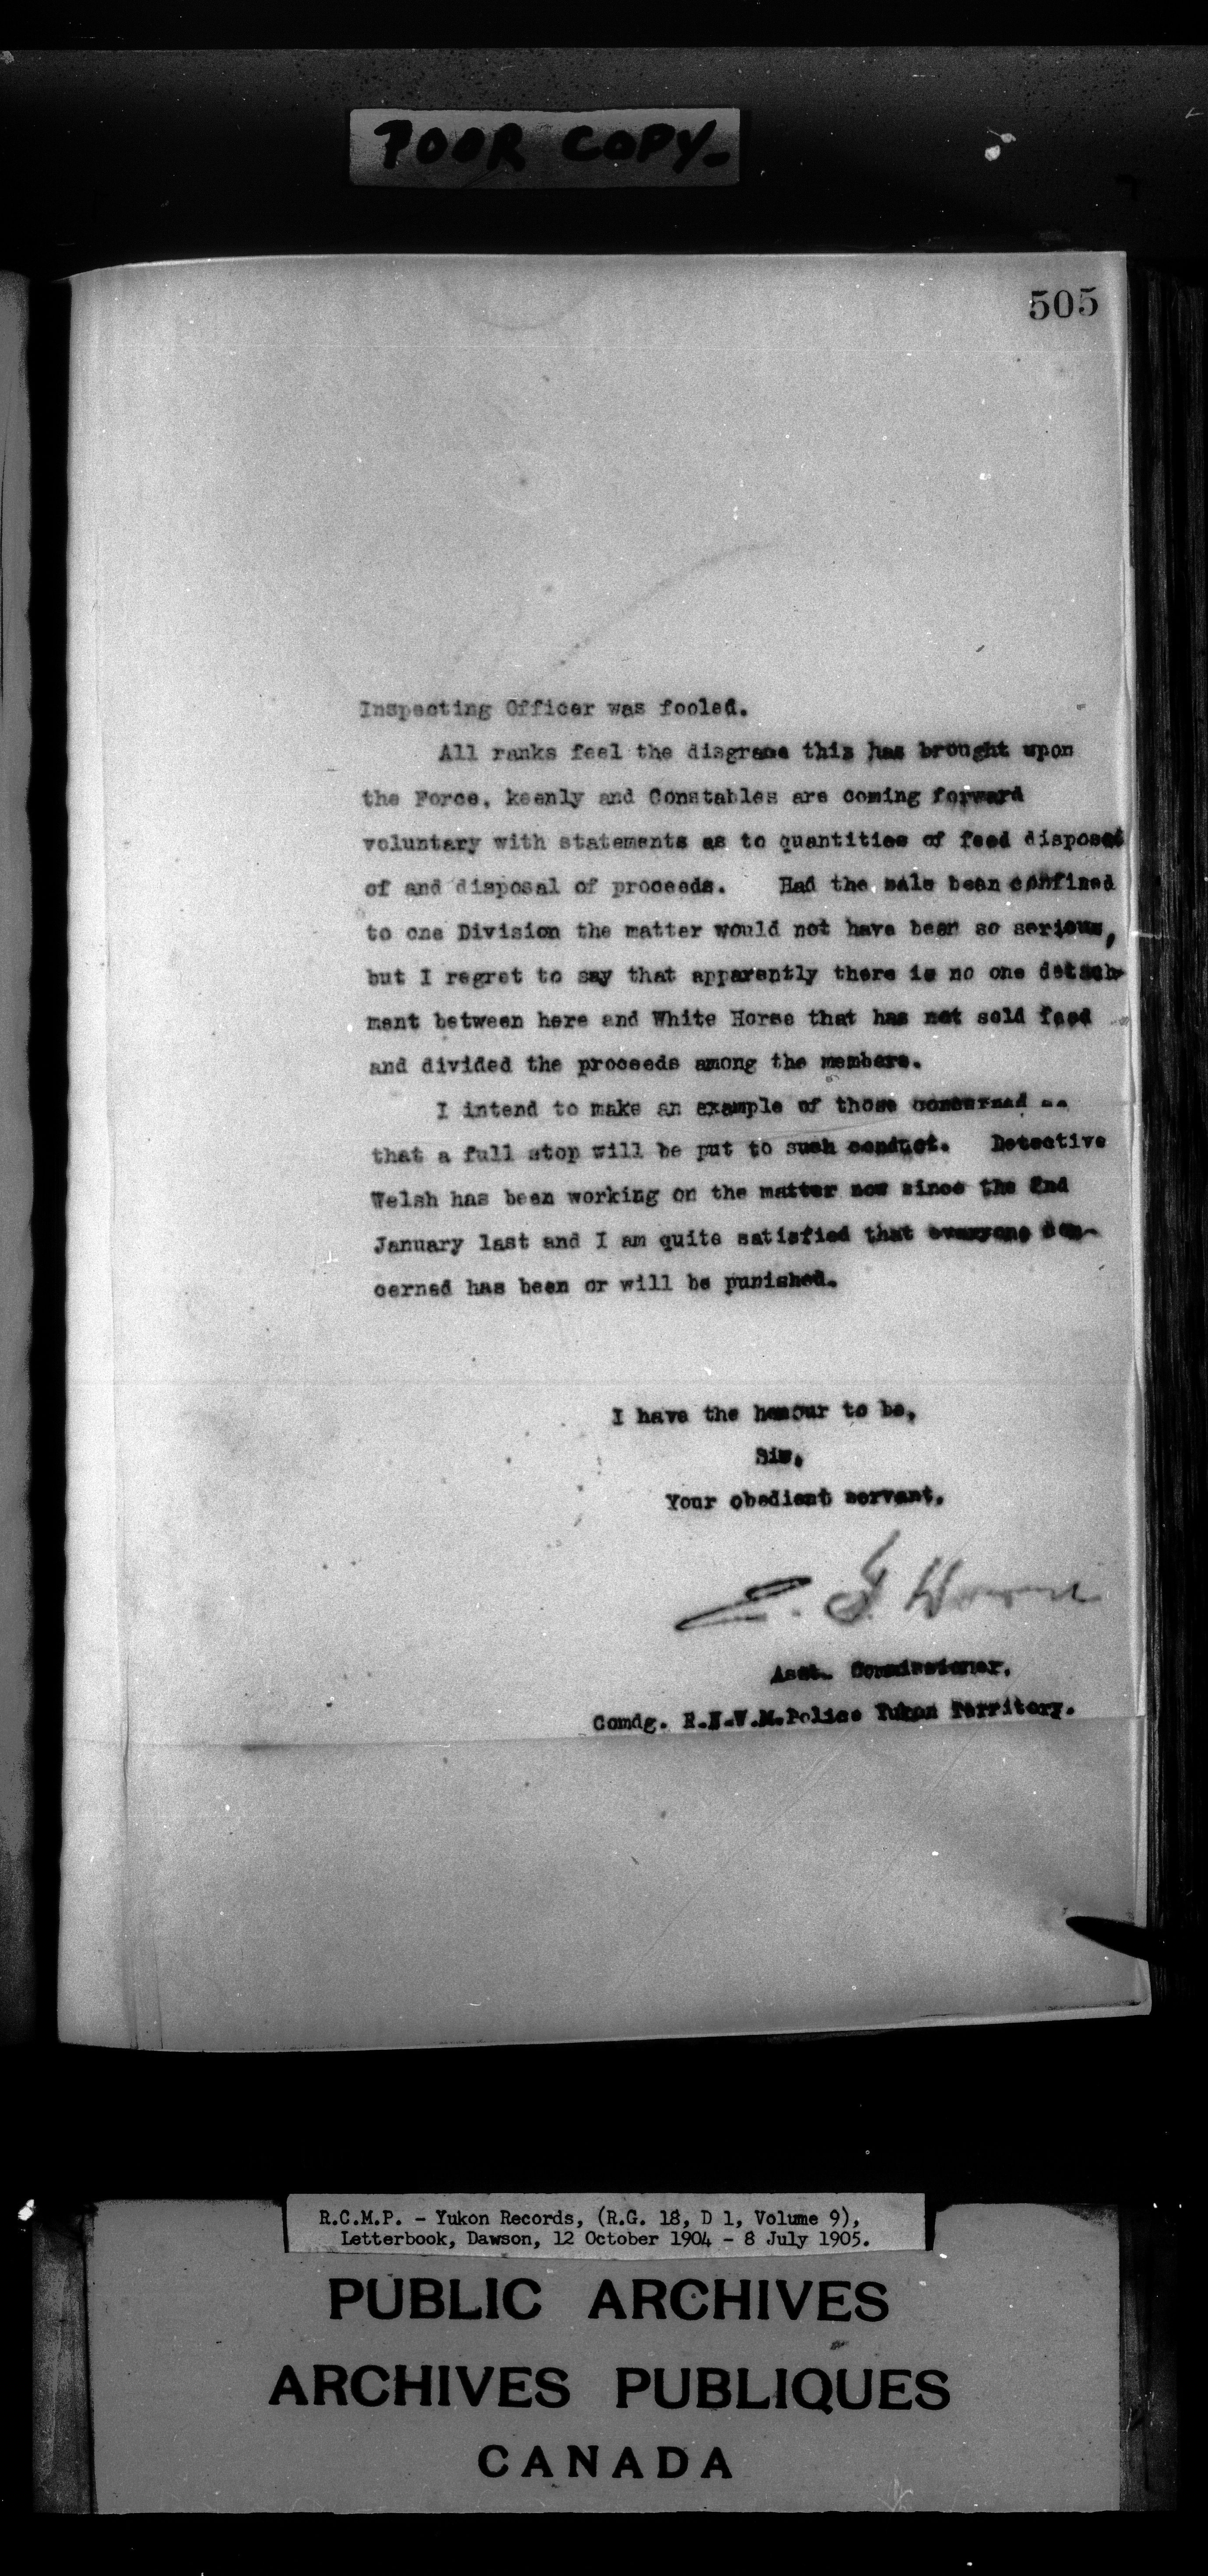 POOR COPY-
505
Inspecting Officer was fooled.
All ranks feel the disgrace this has brought upon
the Force, keenly and Constables are coming forward
voluntary with statements as to quantities of feed disposed
of and disposal of proceeds. Had the sale been confined
to one Division the matter would not have been so serious,
but I regret to say that apparently there is no one detach-
ment between here and White Horse that has not sold feed
and divided the proceeds among the members.
I intend to make an example of those concerned so
that a full stop will be put to such conduct. Detective
Welsh has been working on the matter now since the 2nd
January last and I am quite satisfied that everyone con-
cerned has been or will be punished.
I have the honour to be,
Sir,
Your obedient servant,
Asst. Commissioner.
Comdg. R.N.W.M.Police Yukon Territory.
R.C.M.P. - Yukon Records, (R.G. 18, D 1, Volume 9),
Letterbook, Dawson, 12 October 1904 - 8 July 1905.
PUBLIC ARCHIVES
ARCHIVES PUBLIQUES
CANADA